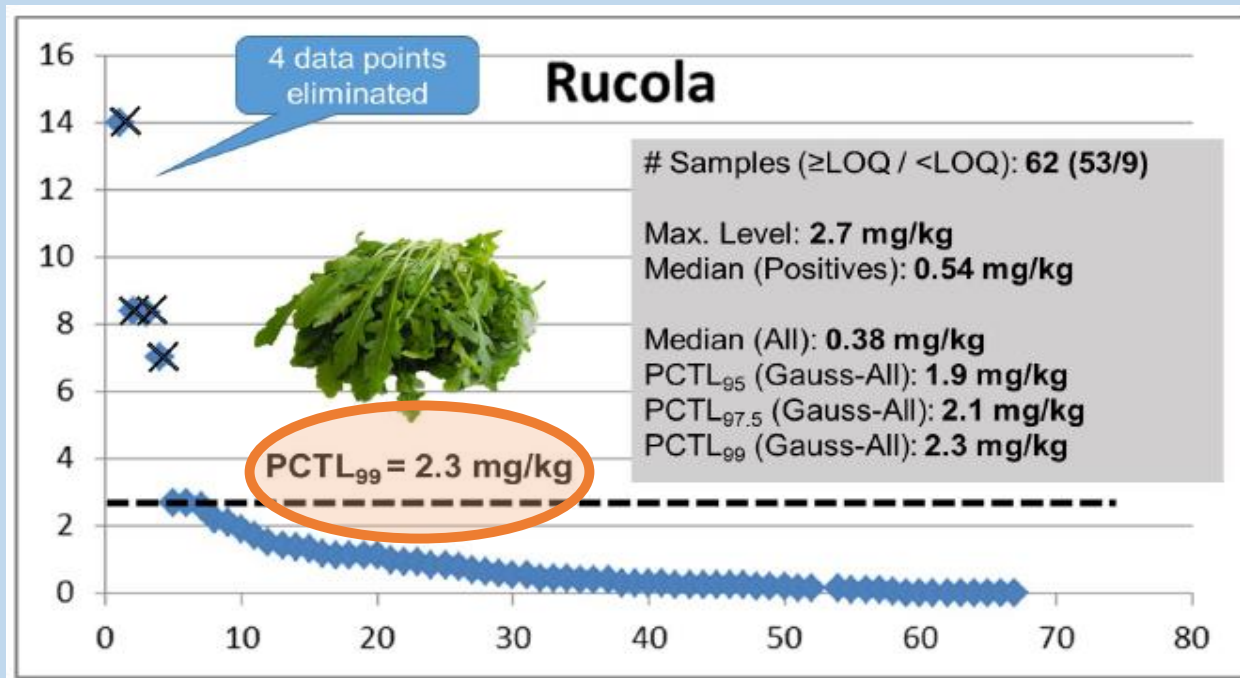 4 data points
eliminated
Rucola
# Samples (≥LOQ / <LOQ): 62 (53/9)
Max. Level: 2.7 mg/kg
Median (Positives): 0.54 mg/kg
Median (All): 0.38 mg/kg
PCTL95 (Gauss-All): 1.9 mg/kg
PCTL97.5 (Gauss-All): 2.1 mg/kg
PCTL99 (Gauss-All): 2.3 mg/kg
PCTL99 = 2.3 mg/kg
16
14
12
10
8
6
4
2
0
0 10 20 30 40 50 60 70 80